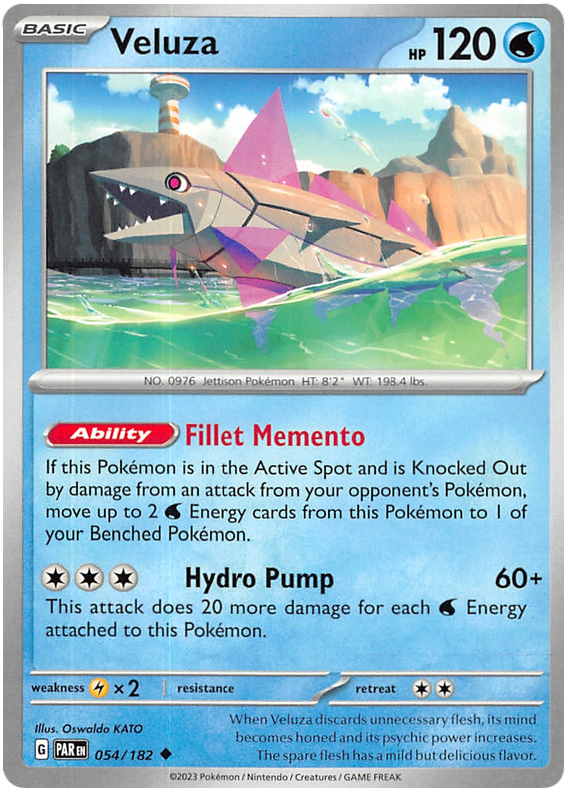 BASIC Veluza HP 120
NO. 0976 Jettison Pokémon HT: 8'2" WT: 198.4 lbs.
Ability Fillet Memento
If this Pokémon is in the Active Spot and is Knocked Out
by damage from an attack from your opponent's Pokémon,
move up to 2 Energy cards from this Pokémon to 1 of
your Benched Pokémon.
Hydro Pump 60+
This attack does 20 more damage for each Energy
attached to this Pokémon.
weakness ×2 resistance retreat
Illus. Oswaldo KATO
G PAR EN 054/182
When Veluza discards unnecessary flesh, its mind
becomes honed and its psychic power increases.
The spare flesh has a mild but delicious flavor.
©2023 Pokémon / Nintendo / Creatures / GAME FREAK